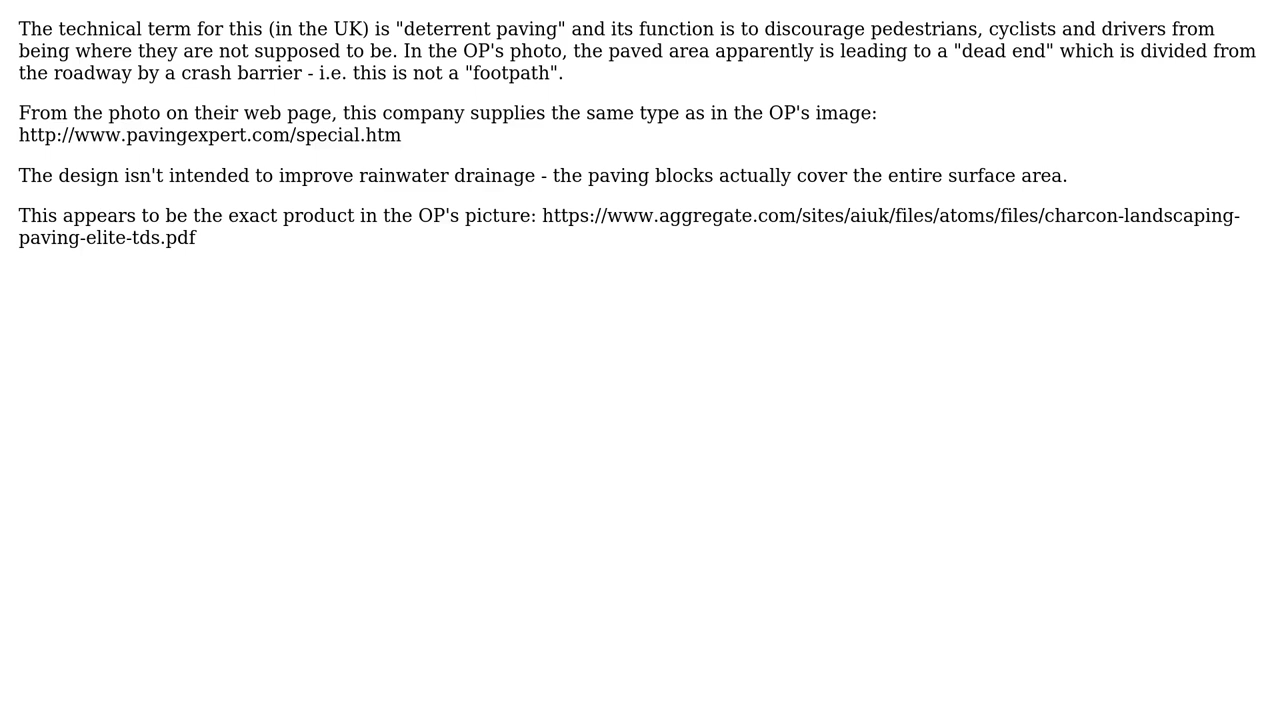 The technical term for this (in the UK) is "deterrent paving" and its function is to discourage pedestrians, cyclists and drivers from
being where they are not supposed to be. In the OP's photo, the paved area apparently is leading to a "dead end" which is divided from
the roadway by a crash barrier - i.e. this is not a "footpath".
From the photo on their web page, this company supplies the same type as in the OP's image:
http://www.pavingexpert.com/special.htm
The design isn't intended to improve rainwater drainage - the paving blocks actually cover the entire surface area.
This appears to be the exact product in the OP's picture: https://www.aggregate.com/sites/aiuk/files/atoms/files/charcon-landscaping-
paving-elite-tds.pdf